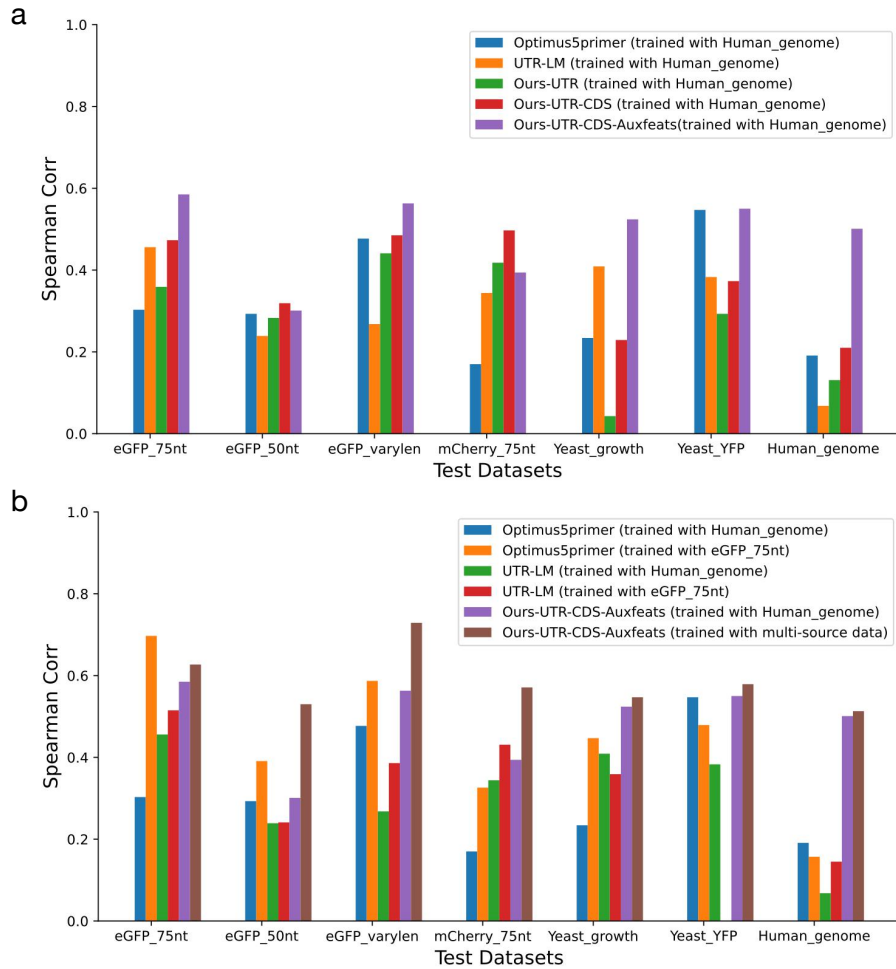 a
1.0
0.8
0.6
0.4
0.2
0.0
Spearman Corr
Optimus5primer (trained with Human_genome)
UTR-LM (trained with Human_genome)
Ours-UTR (trained with Human_genome)
Ours-UTR-CDS (trained with Human_genome)
Ours-UTR-CDS-Auxfeats(trained with Human_genome)
eGFP_75nt eGFP_50nt eGFP_varylen mCherry_75nt Yeast_growth Yeast_YFP Human_genome
Test Datasets
b
1.0
0.8
0.6
0.4
0.2
0.0
Spearman Corr
Optimus5primer (trained with Human_genome)
Optimus5primer (trained with eGFP_75nt)
UTR-LM (trained with Human_genome)
UTR-LM (trained with eGFP_75nt)
Ours-UTR-CDS-Auxfeats (trained with Human_genome)
Ours-UTR-CDS-Auxfeats (trained with multi-source data)
eGFP_75nt eGFP_50nt eGFP_varylen mCherry_75nt Yeast_growth Yeast_YFP Human_genome
Test Datasets